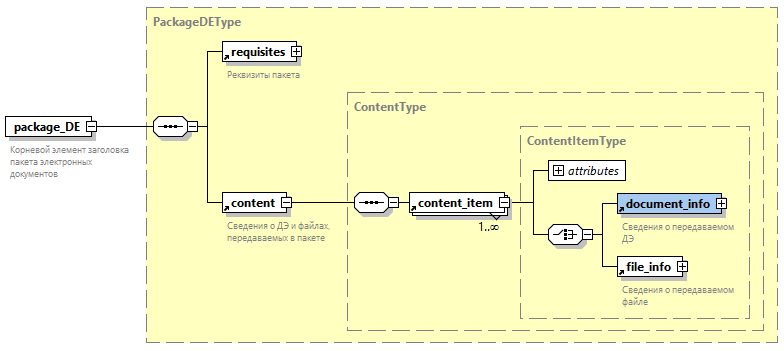 PackageDEType
requisites
Реквизиты пакета
ContentType
ContentItemType
attributes
package_DE
Корневой элемент заголовка
пакета электронных
документов
content
Сведения о ДЭ и файлах,
передаваемых в пакете
content_item
1..∞
document_info
Сведения о передаваемом
ДЭ
file_info
Сведения о передаваемом
файле